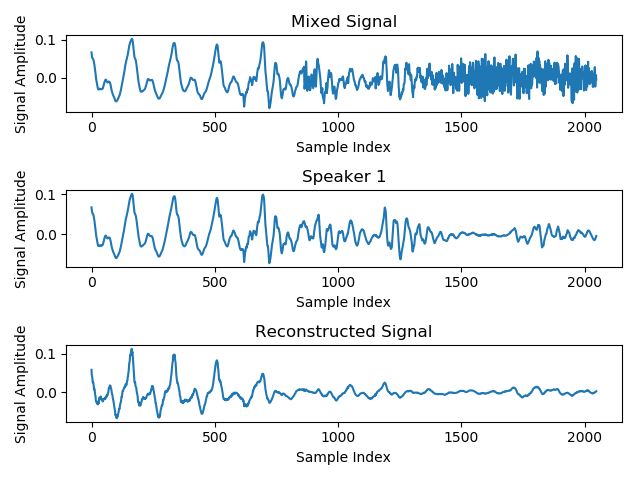 Mixed Signal
Signal Amplitude
0.1
0.0
0 500 1000 1500 2000
Sample Index
Speaker 1
Signal Amplitude
0.1
0.0
0 500 1000 1500 2000
Sample Index
Reconstructed Signal
Signal Amplitude
0.1
0.0
0 500 1000 1500 2000
Sample Index